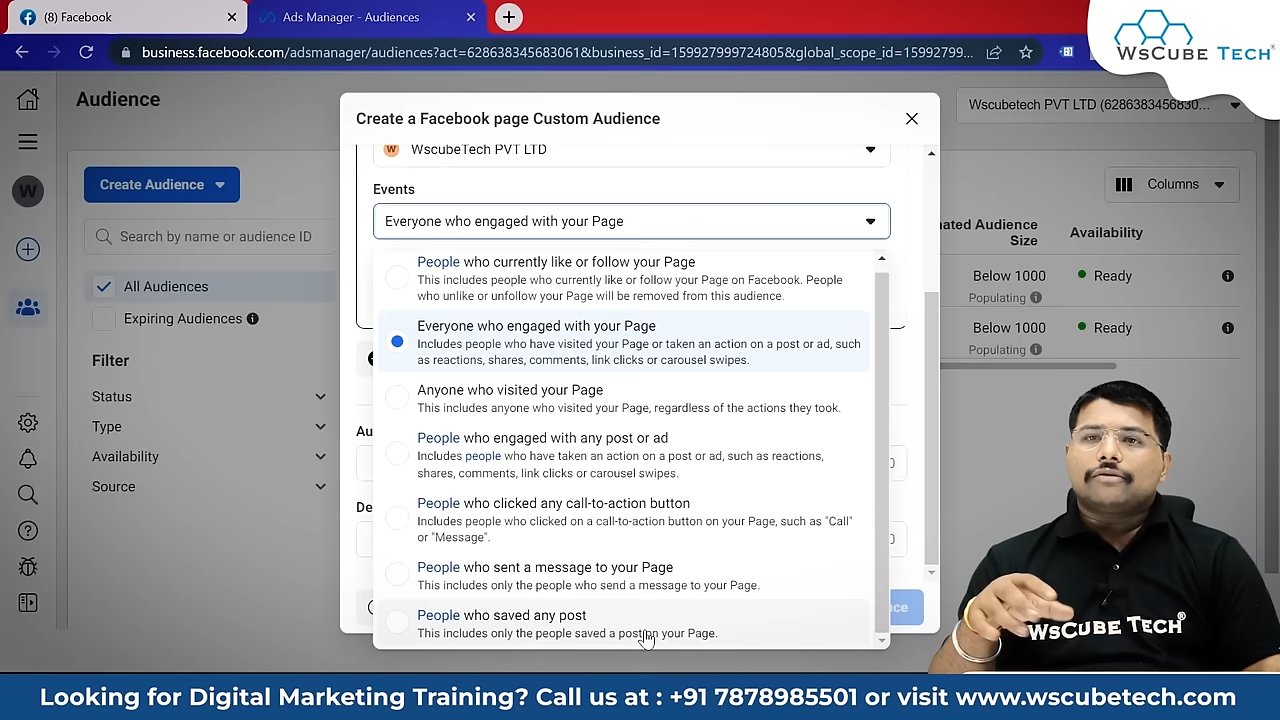 (8) Facebook
Ads Manager - Audiences
business.facebook.com/adsmanager/audiences?act=628638345683061&business_id=159927999724805&global_scope_id=15992799...
WsCube Tech®
Audience
Wscubetech PVT LTD (6286383456830...
Create a Facebook page Custom Audience
W
Create Audience
Search by name or audience ID
All Audiences
Expiring Audiences
Filter
Status
Type
Availability
Source
W WscubeTech PVT LTD
Events
Everyone who engaged with your Page
People who currently like or follow your Page
This includes people who currently like or follow your Page on Facebook. People
who unlike or unfollow your Page will be removed from this audience.
Everyone who engaged with your Page
Includes people who have visited your Page or taken an action on a post or ad, such
as reactions, shares, comments, link clicks or carousel swipes.
Anyone who visited your Page
This includes anyone who visited your Page, regardless of the actions they took.
People who engaged with any post or ad
Includes people who have taken an action on a post or ad, such as reactions,
shares, comments, link clicks or carousel swipes.
People who clicked any call-to-action button
Includes people who clicked on a call-to-action button on your Page, such as "Call"
or "Message".
People who sent a message to your Page
This includes only the people who send a message to your Page.
People who saved any post
This includes only the people saved a post on your Page.
Au
De
0
0
nce
Columns
nated Audience
Size
Availability
Below 1000
Ready
Populating
Below 1000
Ready
Populating
WsCube Tech®
Looking for Digital Marketing Training? Call us at : +91 7878985501 or visit www.wscubetech.com